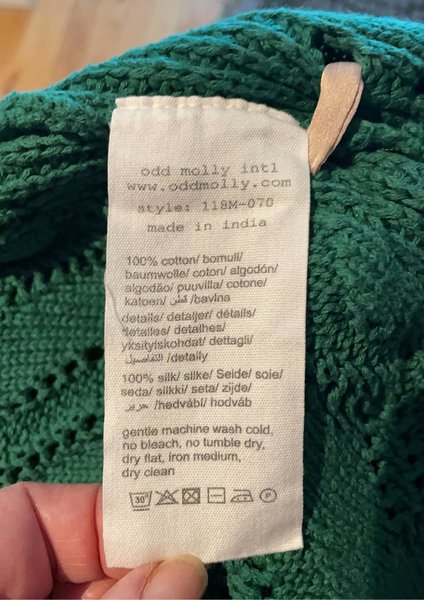 odd molly intl
www.oddmolly.com
style: 118M-070
made in india
100% cotton/ bomull/
baumwolle/ coton/ algodón/
algodão/ puuvilla/ cotone/
katoen/ قطن /bavlna
details/ detaljer/ détails/
detalles/ detalhes/
yksityiskohdat/ dettagli/
التفاصيل /detaily
100% silk/ silke/ Seide/ soie/
seda/ silkki/ seta/ zijde/
حرير /hedvábí/ hodváb
gentle machine wash cold,
no bleach, no tumble dry,
dry flat, iron medium,
dry clean
30° P